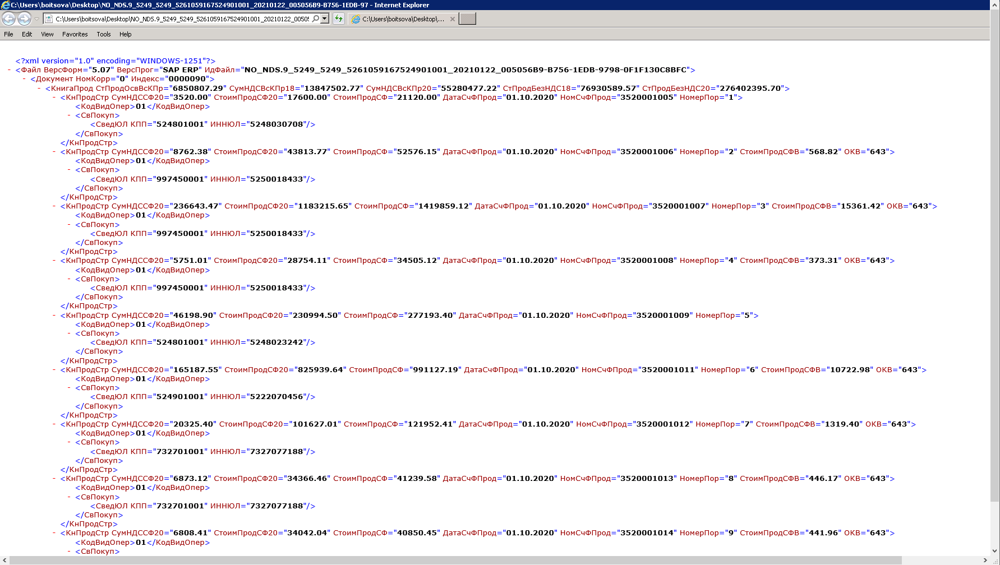 C:\Users\boitsova\Desktop\NO_NDS.9_5249_5249_5261059167524901001_20210122_005056B9-B756-1EDB-97 - Internet Explorer
C:\Users\boitsova\Desktop\NO_NDS.9_5249_5249_5261059167524901001_20210122_0050! C:\Users\boitsova\Desktop\...
File Edit View Favorites Tools Help
<?xml version="1.0" encoding="WINDOWS-1251"?>
- <Файл ВерсФорм="5.07" ВерсПрог="SAP ERP" ИдФайл="NO_NDS.9_5249_5249_5261059167524901001_20210122_005056B9-B756-1EDB-9798-0F1F130C8BFC">
- <Документ НомКорр="0" Индекс="0000090">
- <КнигаПрод СтПродОсвВсКПр="6850807.29" СумНДСВсКПр18="13847502.77" СумНДСВсКПр20="55280477.22" СтПродБезНДС18="76930589.57" СтПродБезНДС20="276402395.70">
- <КнПродСтр СумНДССФ20="3520.00" СтоимПродСФ20="17600.00" СтоимПродСФ="21120.00" ДатаСчФПрод="01.10.2020" НомСчФПрод="3520001005" НомерПор="1">
<КодВидОпер>01</КодВидОпер>
- <СвПокуп>
<СведЮЛ КПП="524801001" ИННЮЛ="5248030708"/>
</СвПокуп>
</КнПродСтр>
- <КнПродСтр СумНДССФ20="8762.38" СтоимПродСФ20="43813.77" СтоимПродСФ="52576.15" ДатаСчФПрод="01.10.2020" НомСчФПрод="3520001006" НомерПор="2" СтоимПродСФВ="568.82" ОКВ="643">
<КодВидОпер>01</КодВидОпер>
- <СвПокуп>
<СведЮЛ КПП="997450001" ИННЮЛ="5250018433"/>
</СвПокуп>
</КнПродСтр>
- <КнПродСтр СумНДССФ20="236643.47" СтоимПродСФ20="1183215.65" СтоимПродСФ="1419859.12" ДатаСчФПрод="01.10.2020" НомСчФПрод="3520001007" НомерПор="3" СтоимПродСФВ="15361.42" ОКВ="643">
<КодВидОпер>01</КодВидОпер>
- <СвПокуп>
<СведЮЛ КПП="997450001" ИННЮЛ="5250018433"/>
</СвПокуп>
</КнПродСтр>
- <КнПродСтр СумНДССФ20="5751.01" СтоимПродСФ20="28754.11" СтоимПродСФ="34505.12" ДатаСчФПрод="01.10.2020" НомСчФПрод="3520001008" НомерПор="4" СтоимПродСФВ="373.31" ОКВ="643">
<КодВидОпер>01</КодВидОпер>
- <СвПокуп>
<СведЮЛ КПП="997450001" ИННЮЛ="5250018433"/>
</СвПокуп>
</КнПродСтр>
- <КнПродСтр СумНДССФ20="46198.90" СтоимПродСФ20="230994.50" СтоимПродСФ="277193.40" ДатаСчФПрод="01.10.2020" НомСчФПрод="3520001009" НомерПор="5">
<КодВидОпер>01</КодВидОпер>
- <СвПокуп>
<СведЮЛ КПП="524801001" ИННЮЛ="5248023242"/>
</СвПокуп>
</КнПродСтр>
- <КнПродСтр СумНДССФ20="165187.55" СтоимПродСФ20="825939.64" СтоимПродСФ="991127.19" ДатаСчФПрод="01.10.2020" НомСчФПрод="3520001011" НомерПор="6" СтоимПродСФВ="10722.98" ОКВ="643">
<КодВидОпер>01</КодВидОпер>
- <СвПокуп>
<СведЮЛ КПП="524901001" ИННЮЛ="5222070456"/>
</СвПокуп>
</КнПродСтр>
- <КнПродСтр СумНДССФ20="20325.40" СтоимПродСФ20="101627.01" СтоимПродСФ="121952.41" ДатаСчФПрод="01.10.2020" НомСчФПрод="3520001012" НомерПор="7" СтоимПродСФВ="1319.40" ОКВ="643">
<КодВидОпер>01</КодВидОпер>
- <СвПокуп>
<СведЮЛ КПП="732701001" ИННЮЛ="7327077188"/>
</СвПокуп>
</КнПродСтр>
- <КнПродСтр СумНДССФ20="6873.12" СтоимПродСФ20="34366.46" СтоимПродСФ="41239.58" ДатаСчФПрод="01.10.2020" НомСчФПрод="3520001013" НомерПор="8" СтоимПродСФВ="446.17" ОКВ="643">
<КодВидОпер>01</КодВидОпер>
- <СвПокуп>
<СведЮЛ КПП="732701001" ИННЮЛ="7327077188"/>
</СвПокуп>
</КнПродСтр>
- <КнПродСтр СумНДССФ20="6808.41" СтоимПродСФ20="34042.04" СтоимПродСФ="40850.45" ДатаСчФПрод="01.10.2020" НомСчФПрод="3520001014" НомерПор="9" СтоимПродСФВ="441.96" ОКВ="643">
<КодВидОпер>01</КодВидОпер>
- <СвПокуп>